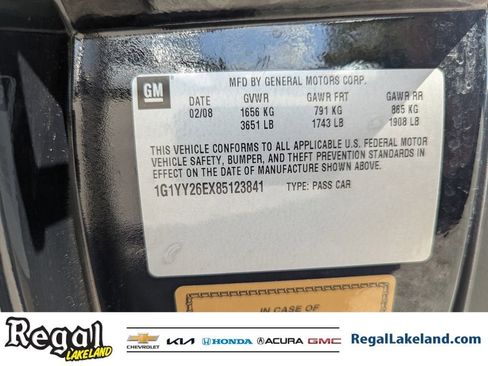 GM
MFD BY GENERAL MOTORS CORP.
DATE GVWR GAWR FRT GAWR RR
02/08 1656 KG 791 KG 865 KG
3651 LB 1743 LB 1908 LB
THIS VEHICLE CONFORMS TO ALL APPLICABLE U.S. FEDERAL MOTOR
VEHICLE SAFETY, BUMPER, AND THEFT PREVENTION STANDARDS IN
EFFECT ON THE DATE OF MANUFACTURE SHOWN ABOVE.
1G1YY26EX85123841 TYPE: PASS CAR
IN CASE OF
Regal
LAKELAND
CHEVROLET KIA HONDA ACURA GMC
RegalLakeland.com